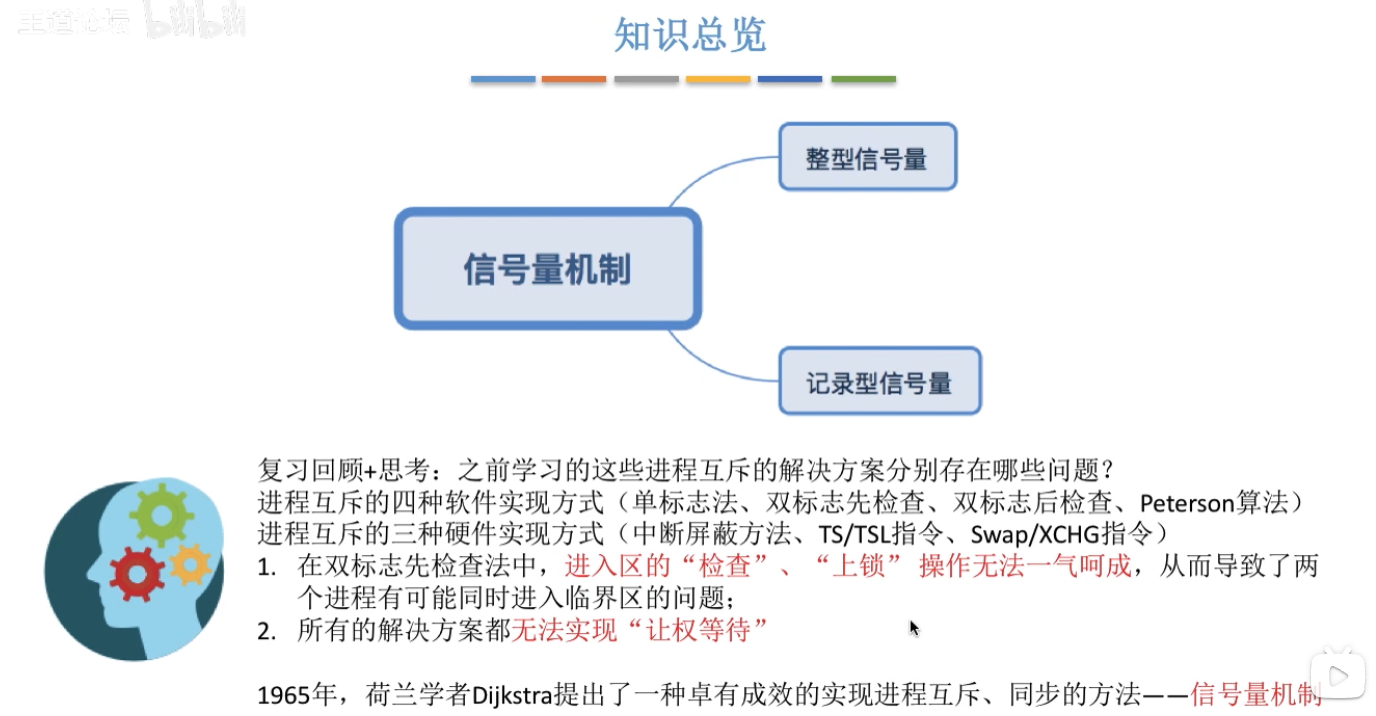 王道论坛 bilibili
知识总览
整型信号量
信号量机制
记录型信号量
复习回顾+思考：之前学习的这些进程互斥的解决方案分别存在哪些问题？
进程互斥的四种软件实现方式（单标志法、双标志先检查、双标志后检查、Peterson算法）
进程互斥的三种硬件实现方式（中断屏蔽方法、TS/TSL指令、Swap/XCHG指令）
1. 在双标志先检查法中，进入区的“检查”、“上锁” 操作无法一气呵成，从而导致了两
个进程有可能同时进入临界区的问题；
2. 所有的解决方案都无法实现“让权等待”
1965年，荷兰学者Dijkstra提出了一种卓有成效的实现进程互斥、同步的方法——信号量机制